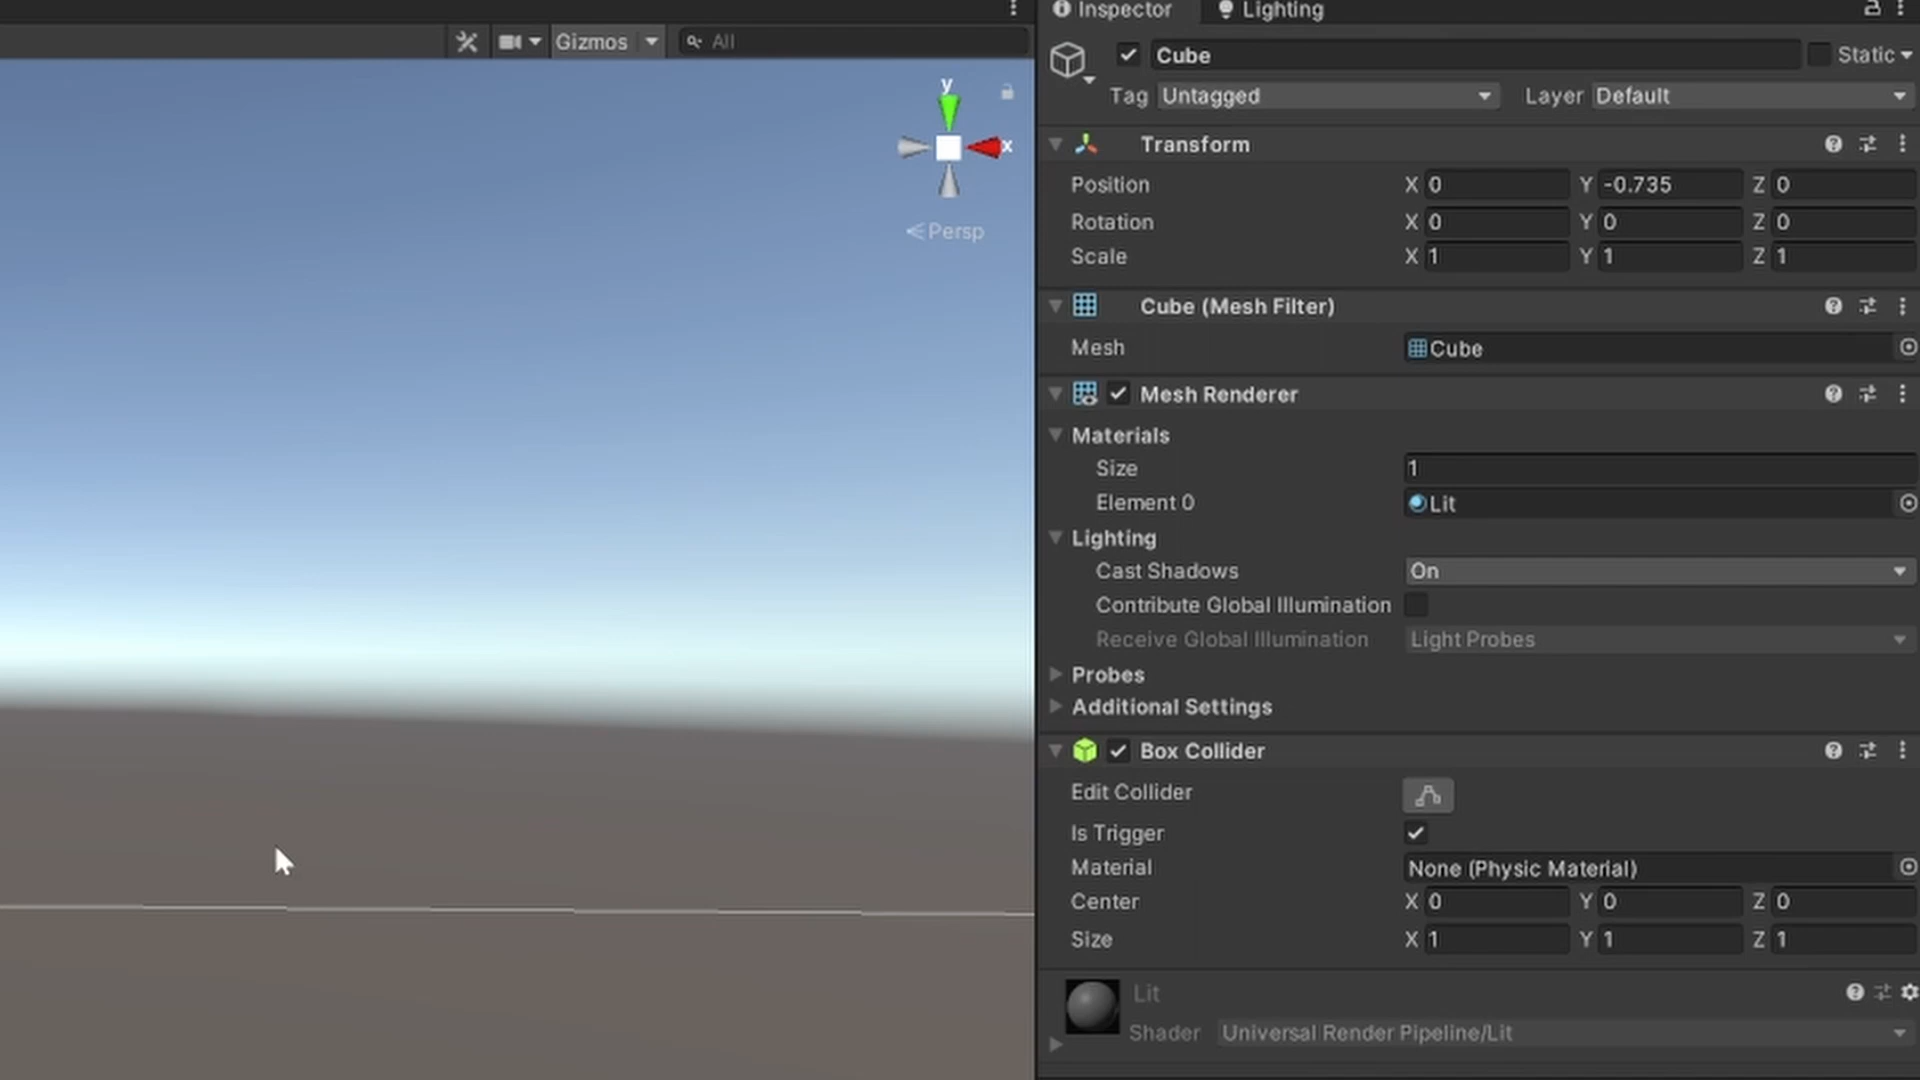 Inspector Lighting
Gizmos All
Cube Static
Tag Untagged Layer Default
y
x
Persp
Transform
Position X 0 Y -0.735 Z 0
Rotation X 0 Y 0 Z 0
Scale X 1 Y 1 Z 1
Cube (Mesh Filter)
Mesh Cube
Mesh Renderer
Materials
Size 1
Element 0 Lit
Lighting
Cast Shadows On
Contribute Global Illumination
Receive Global Illumination Light Probes
Probes
Additional Settings
Box Collider
Edit Collider
Is Trigger
Material None (Physic Material)
Center X 0 Y 0 Z 0
Size X 1 Y 1 Z 1
Lit
Shader Universal Render Pipeline/Lit